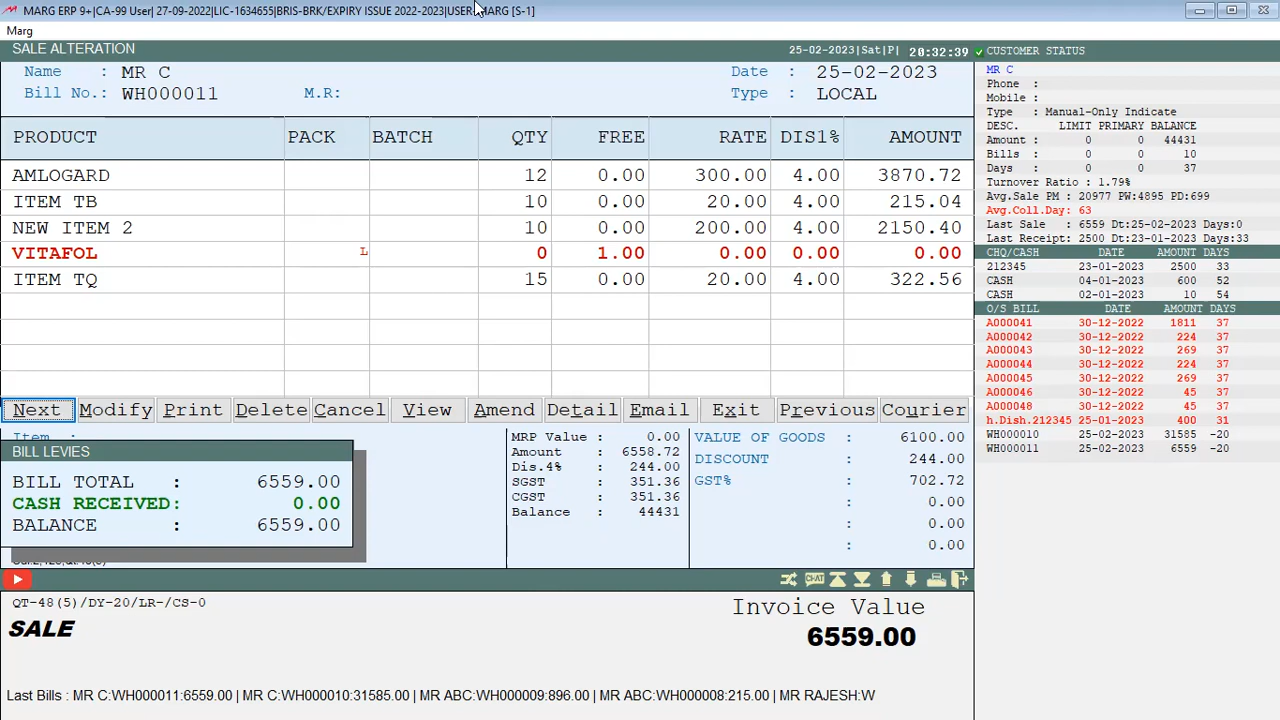 MARG ERP 9+|CA-99 User| 27-09-2022|LIC-1634655|BRIS-BRK/EXPIRY ISSUE 2022-2023|USER: MARG [S-1]
Marg
SALE ALTERATION 25-02-2023|Sat|P| 20:32:39
Name : MR C Date : 25-02-2023
Bill No.: WH000011 M.R: Type : LOCAL
PRODUCT PACK BATCH QTY FREE RATE DIS1% AMOUNT
AMLOGARD 12 0.00 300.00 4.00 3870.72
ITEM TB 10 0.00 20.00 4.00 215.04
NEW ITEM 2 10 0.00 200.00 4.00 2150.40
VITAFOL L 0 1.00 0.00 0.00 0.00
ITEM TQ 15 0.00 20.00 4.00 322.56
Next Modify Print Delete Cancel View Amend Detail Email Exit Previous Courier
Item :
BILL LEVIES
BILL TOTAL : 6559.00
CASH RECEIVED: 0.00
BALANCE : 6559.00
MRP Value : 0.00
Amount : 6558.72
Dis.4% : 244.00
SGST : 351.36
CGST : 351.36
Balance : 44431
VALUE OF GOODS : 6100.00
DISCOUNT : 244.00
GST% : 702.72
: 0.00
: 0.00
: 0.00
CHAT
QT-48(5)/DY-20/LR-/CS-0
SALE
Invoice Value
6559.00
Last Bills : MR C:WH000011:6559.00 | MR C:WH000010:31585.00 | MR ABC:WH000009:896.00 | MR ABC:WH000008:215.00 | MR RAJESH:W
CUSTOMER STATUS
MR C
Phone :
Mobile :
Type : Manual-Only Indicate
DESC. LIMIT PRIMARY BALANCE
Amount : 0 0 44431
Bills : 0 0 10
Days : 0 0 37
Turnover Ratio : 1.79%
Avg.Sale PM : 20977 PW:4895 PD:699
Avg.Coll.Day: 63
Last Sale : 6559 Dt:25-02-2023 Days:0
Last Receipt: 2500 Dt:23-01-2023 Days:33
CHQ/CASH DATE AMOUNT DAYS
212345 23-01-2023 2500 33
CASH 04-01-2023 600 52
CASH 02-01-2023 10 54
O/S BILL DATE AMOUNT DAYS
A000041 30-12-2022 1811 37
A000042 30-12-2022 224 37
A000043 30-12-2022 269 37
A000044 30-12-2022 224 37
A000045 30-12-2022 269 37
A000046 30-12-2022 45 37
A000048 30-12-2022 45 37
h.Dish.212345 25-01-2023 400 31
WH000010 25-02-2023 31585 -20
WH000011 25-02-2023 6559 -20